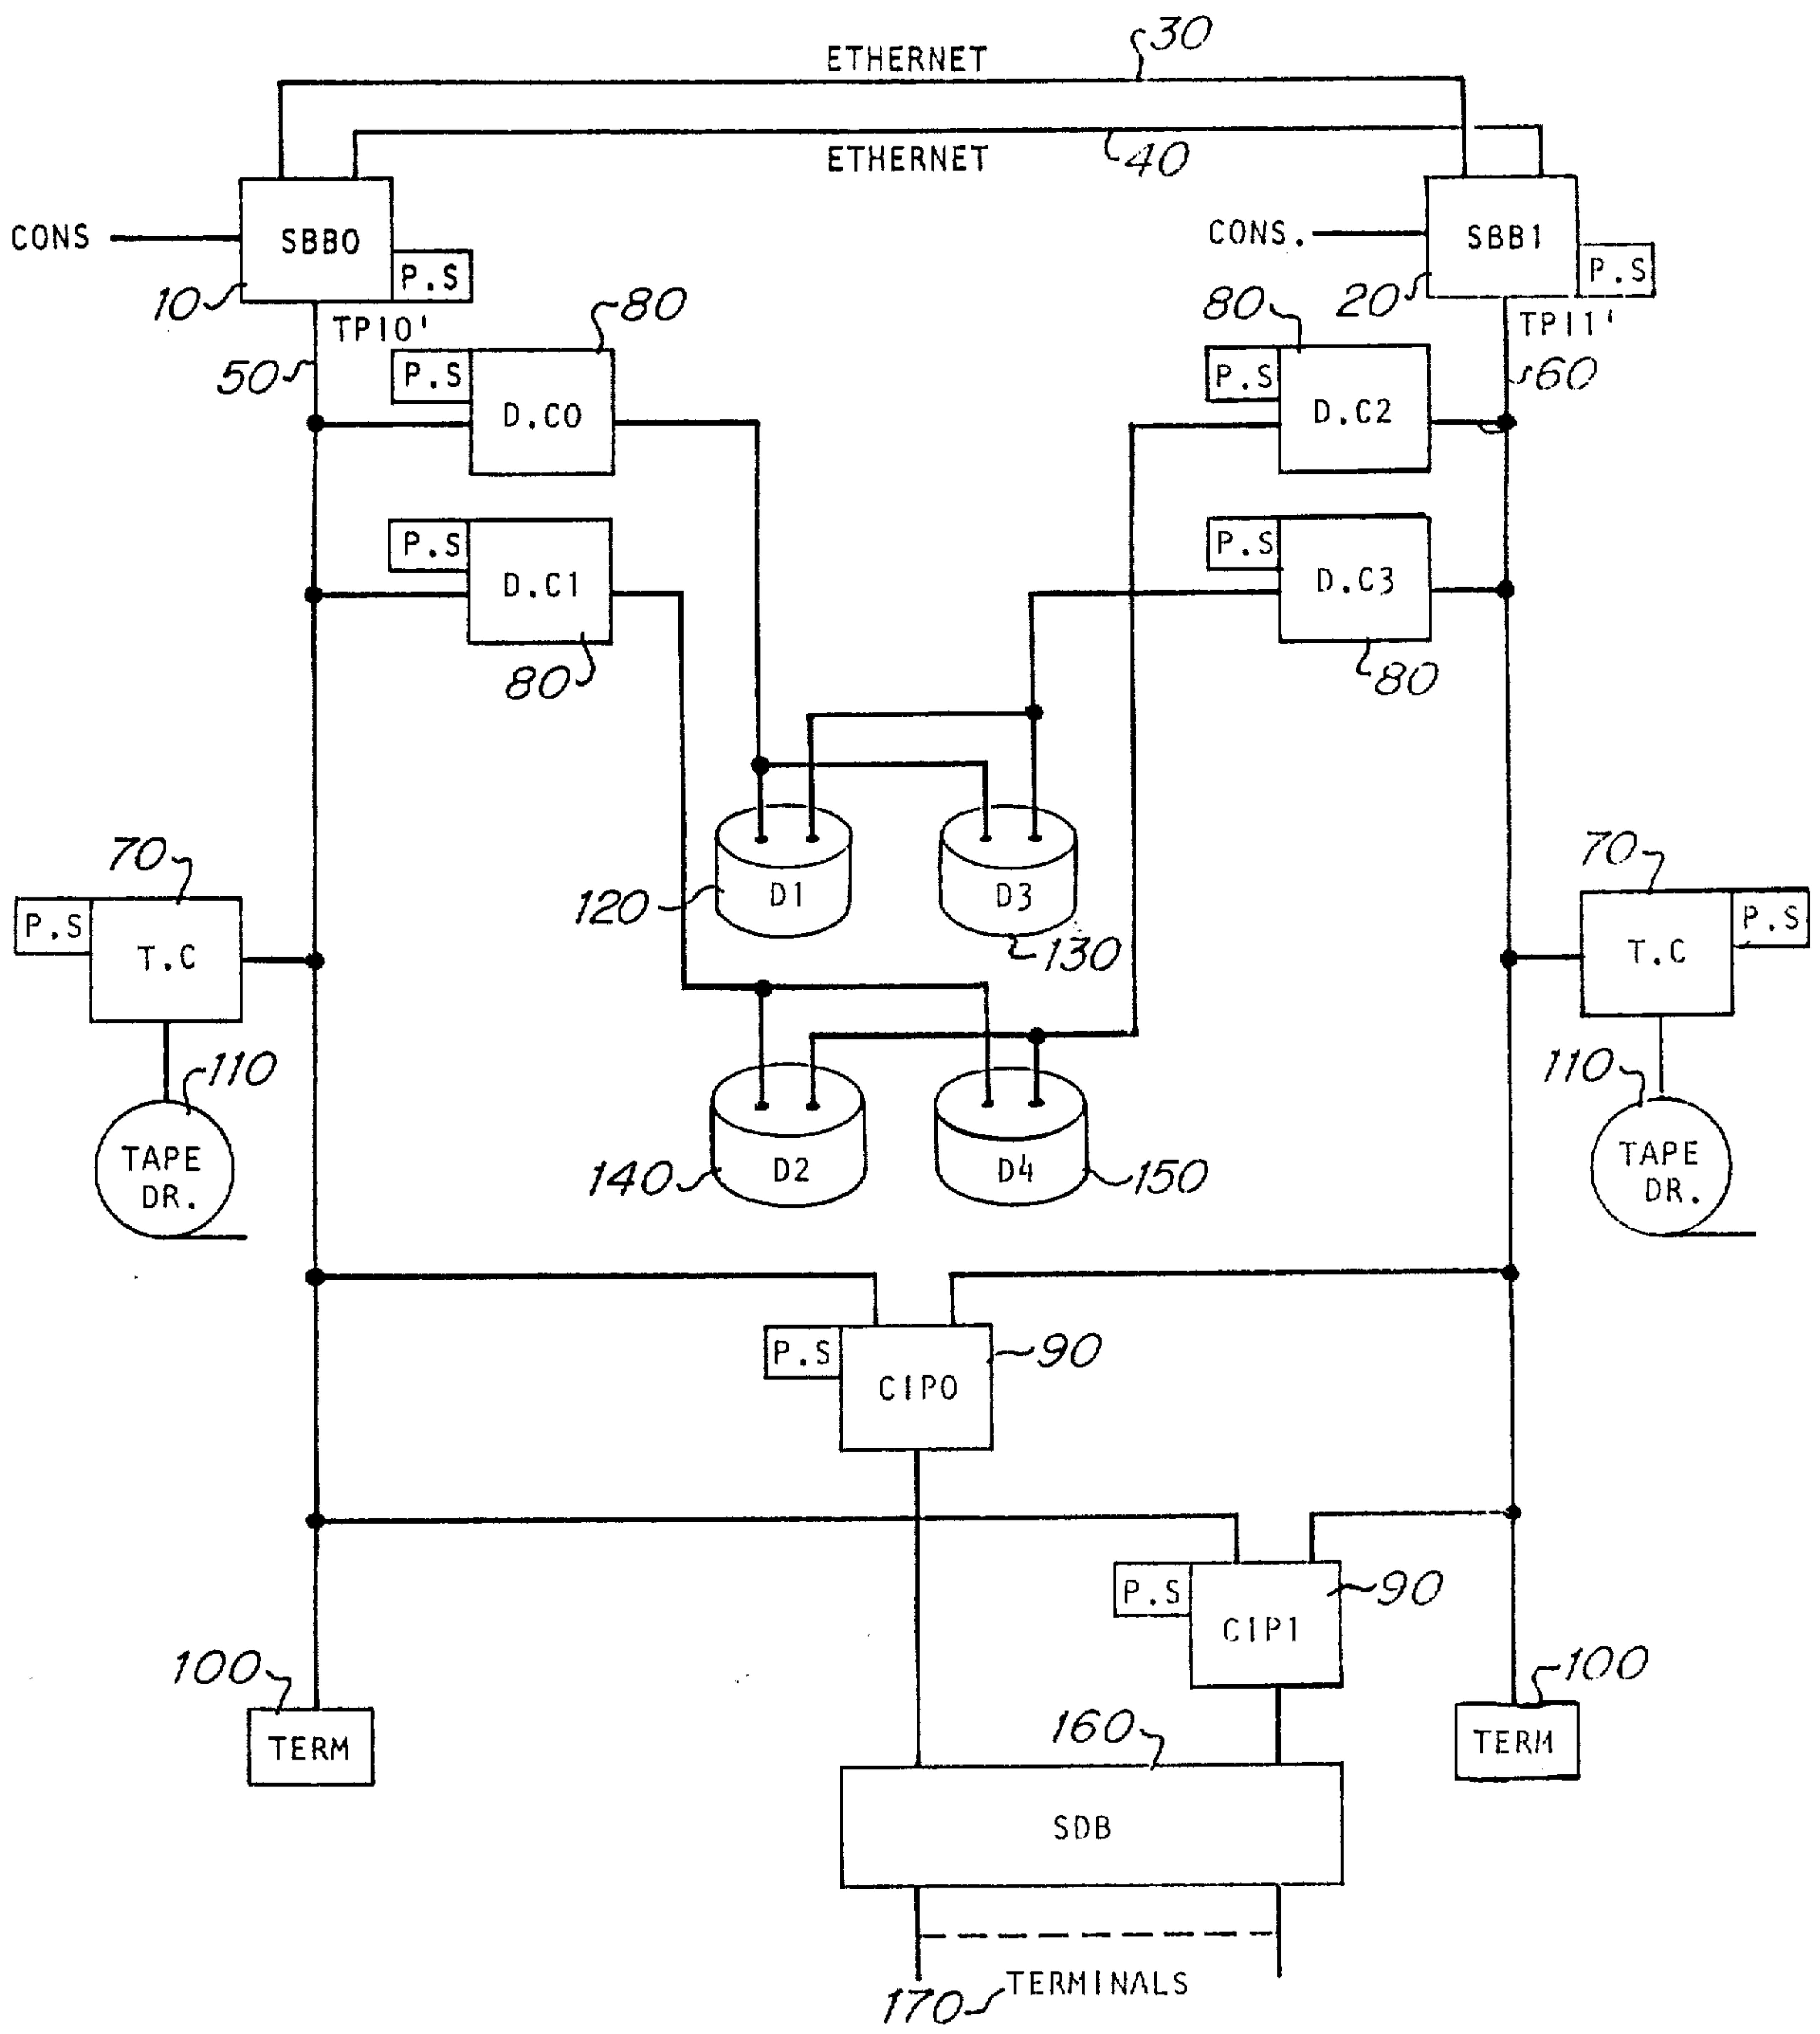 30
ETHERNET
40
ETHERNET
CONS
SBB0
P.S
10
TPI0'
CONS.
SBB1
P.S
20
TPI1'
50
80
P.S
D.C0
80
P.S
D.C2
60
P.S
D.C1
80
P.S
D.C3
80
70
P.S
T.C
120
D1
D3
130
70
P.S
T.C
110
TAPE
DR.
140
D2
D4
150
110
TAPE
DR.
P.S
CIP0
90
P.S
CIP1
90
100
TERM
100
TERM
160
SDB
170
TERMINALS